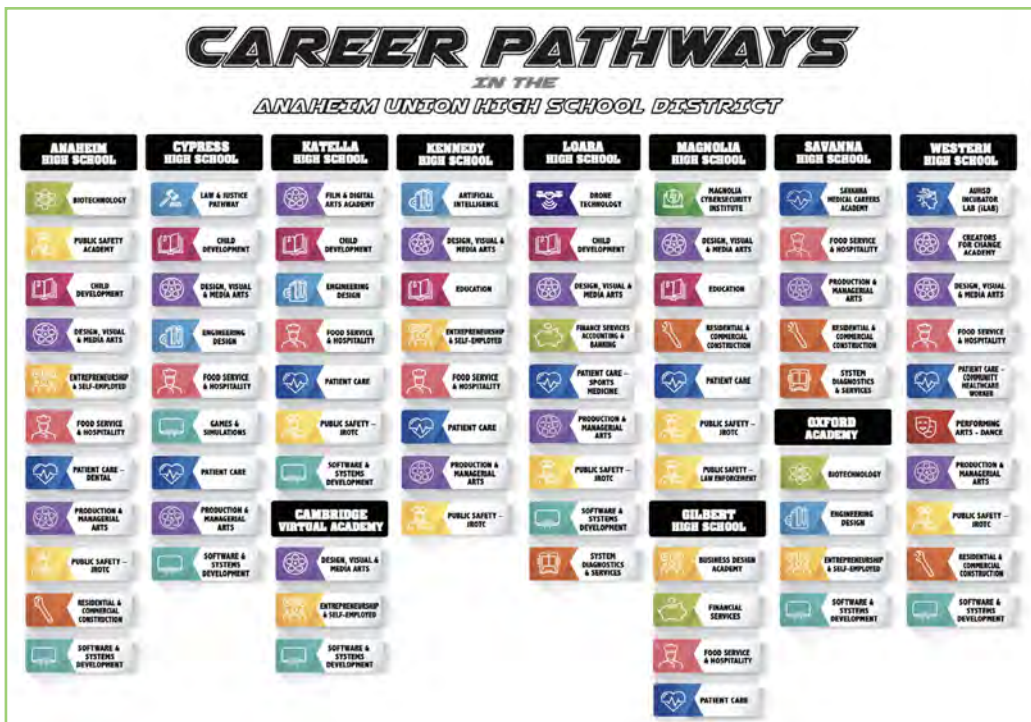 CAREER PATHWAYS
IN THE
ANAHEIM UNION HIGH SCHOOL DISTRICT
ANAHEIM
HIGH SCHOOL
BIOTECHNOLOGY
PUBLIC SAFETY
ACADEMY
CHILD
DEVELOPMENT
DESIGN, VISUAL
& MEDIA ARTS
ENTREPRENEURSHIP
& SELF-EMPLOYED
FOOD SERVICE
& HOSPITALITY
PATIENT CARE –
DENTAL
PRODUCTION &
MANAGERIAL
ARTS
PUBLIC SAFETY –
JROTC
RESIDENTIAL &
COMMERCIAL
CONSTRUCTION
SOFTWARE &
SYSTEMS
DEVELOPMENT
CYPRESS
HIGH SCHOOL
LAW & JUSTICE
PATHWAY
CHILD
DEVELOPMENT
DESIGN, VISUAL
& MEDIA ARTS
ENGINEERING
DESIGN
FOOD SERVICE
& HOSPITALITY
GAMES &
SIMULATIONS
PATIENT CARE
PRODUCTION &
MANAGERIAL
ARTS
SOFTWARE
& SYSTEMS
DEVELOPMENT
KATELLA
HIGH SCHOOL
FILM & DIGITAL
ARTS ACADEMY
CHILD
DEVELOPMENT
ENGINEERING
DESIGN
FOOD SERVICE
& HOSPITALITY
PATIENT CARE
PUBLIC SAFETY –
JROTC
SOFTWARE &
SYSTEMS
DEVELOPMENT
CAMBRIDGE
VIRTUAL ACADEMY
DESIGN, VISUAL &
MEDIA ARTS
ENTREPRENEURSHIP
& SELF-EMPLOYED
SOFTWARE &
SYSTEMS
DEVELOPMENT
KENNEDY
HIGH SCHOOL
ARTIFICIAL
INTELLIGENCE
DESIGN, VISUAL &
MEDIA ARTS
EDUCATION
ENTREPRENEURSHIP
& SELF-EMPLOYED
FOOD SERVICE
& HOSPITALITY
PATIENT CARE
PRODUCTION &
MANAGERIAL
ARTS
PUBLIC SAFETY –
JROTC
LOARA
HIGH SCHOOL
DRONE
TECHNOLOGY
CHILD
DEVELOPMENT
DESIGN, VISUAL &
MEDIA ARTS
FINANCE SERVICES
ACCOUNTING &
BANKING
PATIENT CARE –
SPORTS
MEDICINE
PRODUCTION &
MANAGERIAL
ARTS
PUBLIC SAFETY –
JROTC
SOFTWARE &
SYSTEMS
DEVELOPMENT
SYSTEM
DIAGNOSTICS
& SERVICES
MAGNOLIA
HIGH SCHOOL
MAGNOLIA
CYBERSECURITY
INSTITUTE
DESIGN, VISUAL &
MEDIA ARTS
EDUCATION
RESIDENTIAL &
COMMERCIAL
CONSTRUCTION
PATIENT CARE
PUBLIC SAFETY –
JROTC
PUBLIC SAFETY –
LAW ENFORCEMENT
GILBERT
HIGH SCHOOL
BUSINESS DESIGN
ACADEMY
FINANCIAL
SERVICES
FOOD SERVICE
& HOSPITALITY
PATIENT CARE
SAVANNA
HIGH SCHOOL
SAVANNA
MEDICAL CAREERS
ACADEMY
FOOD SERVICE
& HOSPITALITY
PRODUCTION &
MANAGERIAL
ARTS
RESIDENTIAL &
COMMERCIAL
CONSTRUCTION
SYSTEM
DIAGNOSTICS
& SERVICES
OXFORD
ACADEMY
BIOTECHNOLOGY
ENGINEERING
DESIGN
ENTREPRENEURSHIP
& SELF-EMPLOYED
SOFTWARE &
SYSTEMS
DEVELOPMENT
WESTERN
HIGH SCHOOL
AUHSD
INCUBATOR
LAB (iLAB)
CREATORS
FOR CHANGE
ACADEMY
DESIGN, VISUAL
& MEDIA ARTS
FOOD SERVICE
& HOSPITALITY
PATIENT CARE –
COMMUNITY
HEALTHCARE
WORKER
PERFORMING
ARTS – DANCE
PRODUCTION &
MANAGERIAL
ARTS
PUBLIC SAFETY –
JROTC
RESIDENTIAL &
COMMERCIAL
CONSTRUCTION
SOFTWARE &
SYSTEMS
DEVELOPMENT